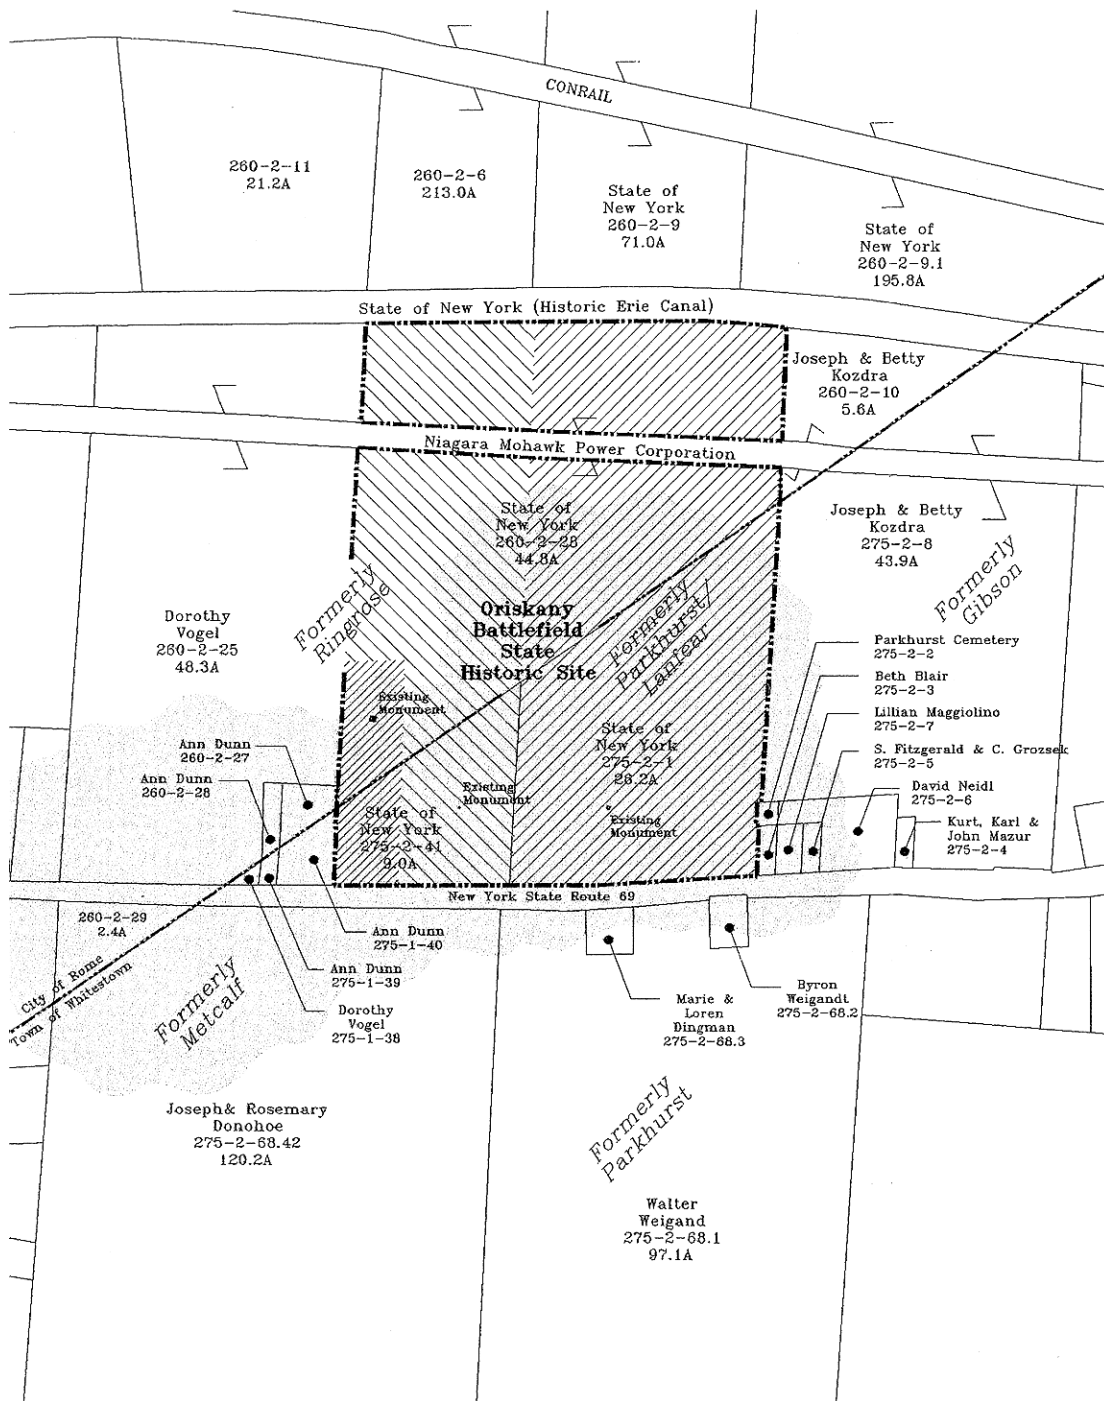 CONRAIL
260-2-11
21.2A
260-2-6
213.0A
State of
New York
260-2-9
71.0A
State of
New York
260-2-9.1
195.8A
State of New York (Historic Erie Canal)
Joseph & Betty
Kozdra
260-2-10
5.6A
Niagara Mohawk Power Corporation
State of
New York
260-2-28
44.8A
Joseph & Betty
Kozdra
275-2-8
43.9A
Formerly
Gibson
Formerly
Ringrose
Formerly
Parkhurst/
Lanfear
Dorothy
Vogel
260-2-25
48.3A
Oriskany
Battlefield
State
Historic Site
Parkhurst Cemetery
275-2-2
Beth Blair
275-2-3
Lillian Maggiolino
275-2-7
S. Fitzgerald & C. Grozsek
275-2-5
David Neidl
275-2-6
Kurt, Karl &
John Mazur
275-2-4
Existing
Monument
State of
New York
275-2-1
26.2A
Ann Dunn
260-2-27
Ann Dunn
260-2-28
Existing
Monument
Existing
Monument
State of
New York
275-2-41
9.0A
New York State Route 69
260-2-29
2.4A
Ann Dunn
275-1-40
Ann Dunn
275-1-39
Dorothy
Vogel
275-1-38
City of Rome
Town of Whitestown
Formerly
Metcalf
Marie &
Loren
Dingman
275-2-68.3
Byron
Weigandt
275-2-68.2
Joseph& Rosemary
Donohoe
275-2-68.42
120.2A
Formerly
Parkhurst
Walter
Weigand
275-2-68.1
97.1A